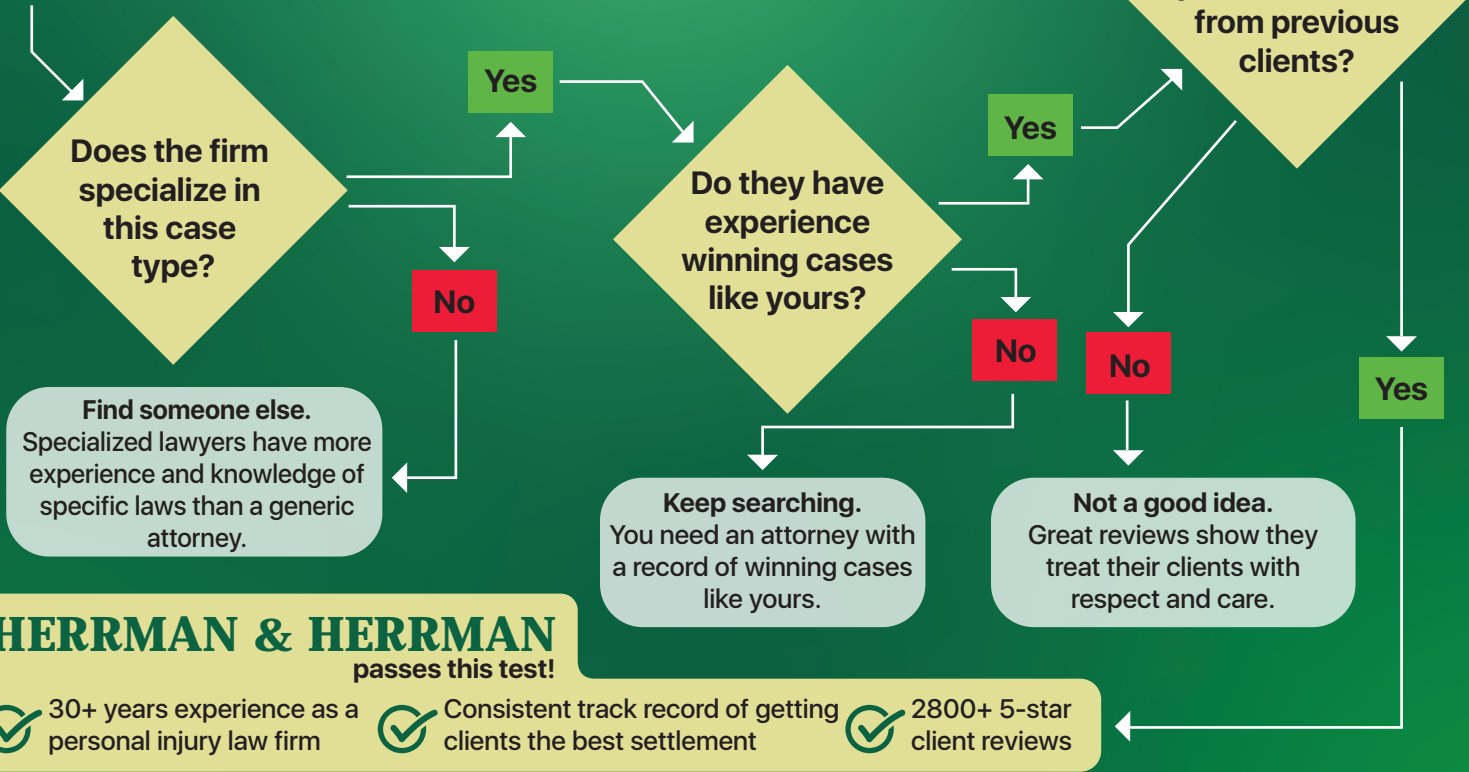 Does the firm
specialize in
this case
type?
Yes
No
Find someone else.
Specialized lawyers have more
experience and knowledge of
specific laws than a generic
attorney.
Do they have
experience
winning cases
like yours?
Yes
No
Keep searching.
You need an attorney with
a record of winning cases
like yours.
from previous
clients?
No
Not a good idea.
Great reviews show they
treat their clients with
respect and care.
Yes
HERRMAN & HERRMAN
passes this test!
30+ years experience as a
personal injury law firm
Consistent track record of getting
clients the best settlement
2800+ 5-star
client reviews